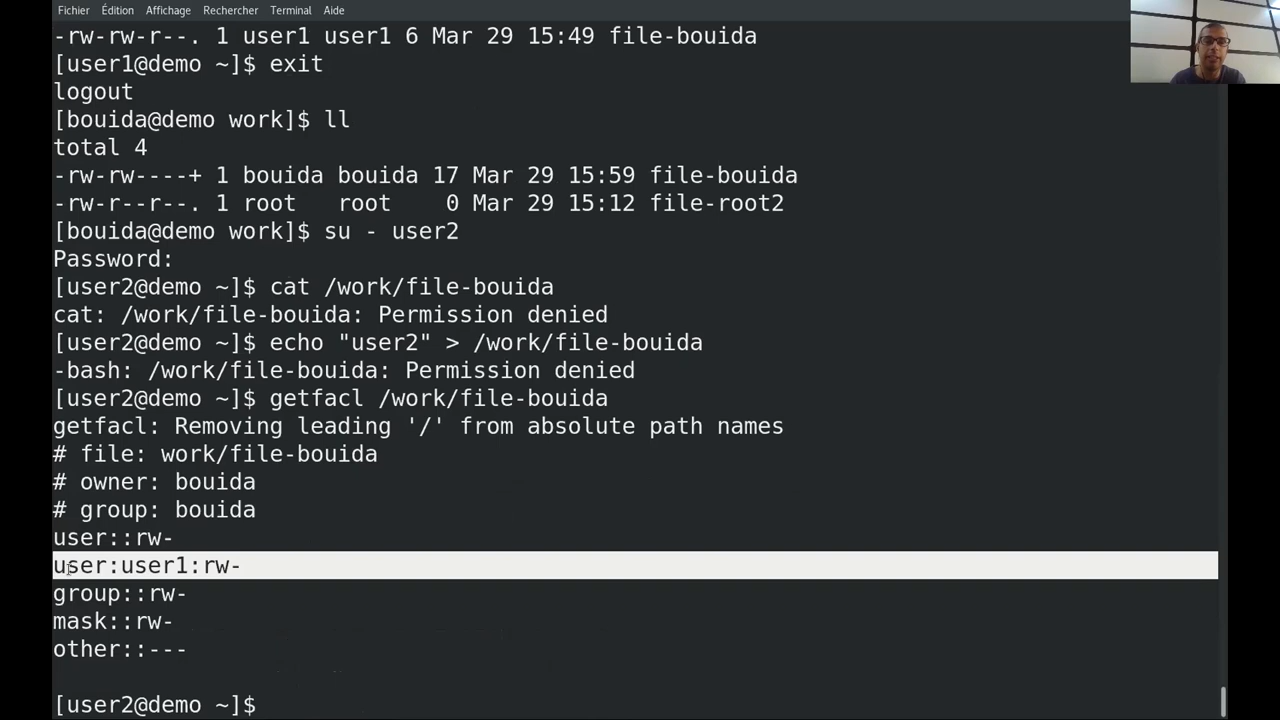 Fichier Édition Affichage Rechercher Terminal Aide
-rw-rw-r--. 1 user1 user1 6 Mar 29 15:49 file-bouida
[user1@demo ~]$ exit
logout
[bouida@demo work]$ ll
total 4
-rw-rw----+ 1 bouida bouida 17 Mar 29 15:59 file-bouida
-rw-r--r--. 1 root   root    0 Mar 29 15:12 file-root2
[bouida@demo work]$ su - user2
Password:
[user2@demo ~]$ cat /work/file-bouida
cat: /work/file-bouida: Permission denied
[user2@demo ~]$ echo "user2" > /work/file-bouida
-bash: /work/file-bouida: Permission denied
[user2@demo ~]$ getfacl /work/file-bouida
getfacl: Removing leading '/' from absolute path names
# file: work/file-bouida
# owner: bouida
# group: bouida
user::rw-
user:user1:rw-
group::rw-
mask::rw-
other::---
[user2@demo ~]$